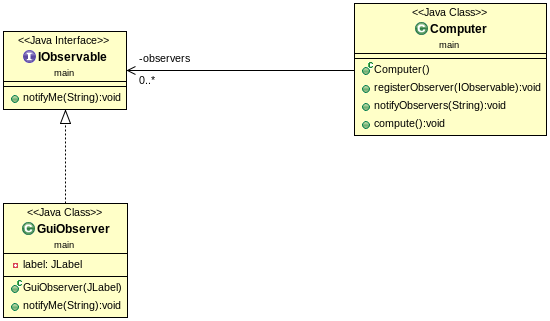 <<Java Interface>>
IObservable
main
notifyMe(String):void
-observers
0..*
<<Java Class>>
Computer
main
Computer()
registerObserver(IObservable):void
notifyObservers(String):void
compute():void
<<Java Class>>
GuiObserver
main
label: JLabel
GuiObserver(JLabel)
notifyMe(String):void